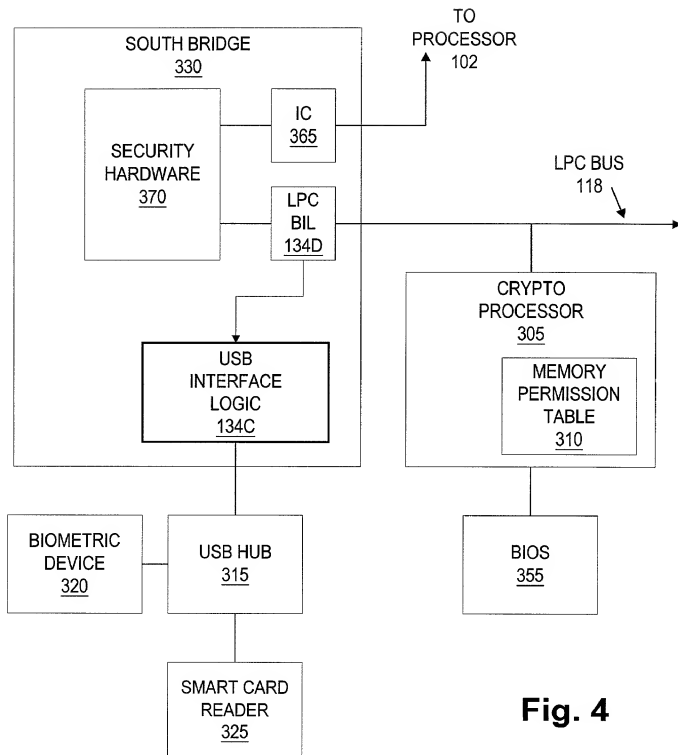 TO
PROCESSOR
102
SOUTH BRIDGE
330
IC
365
SECURITY
HARDWARE
370
LPC BUS
118
LPC
BIL
134D
CRYPTO
PROCESSOR
305
USB
INTERFACE
LOGIC
134C
MEMORY
PERMISSION
TABLE
310
BIOMETRIC
DEVICE
320
USB HUB
315
BIOS
355
SMART CARD
READER
325
Fig. 4